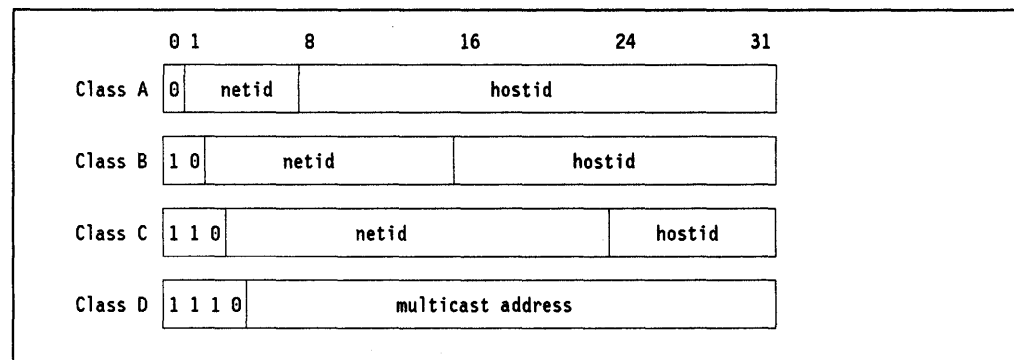 0 1 8 16 24 31
Class A 0 netid hostid
Class B 1 0 netid hostid
Class C 1 1 0 netid hostid
Class D 1 1 1 0 multicast address